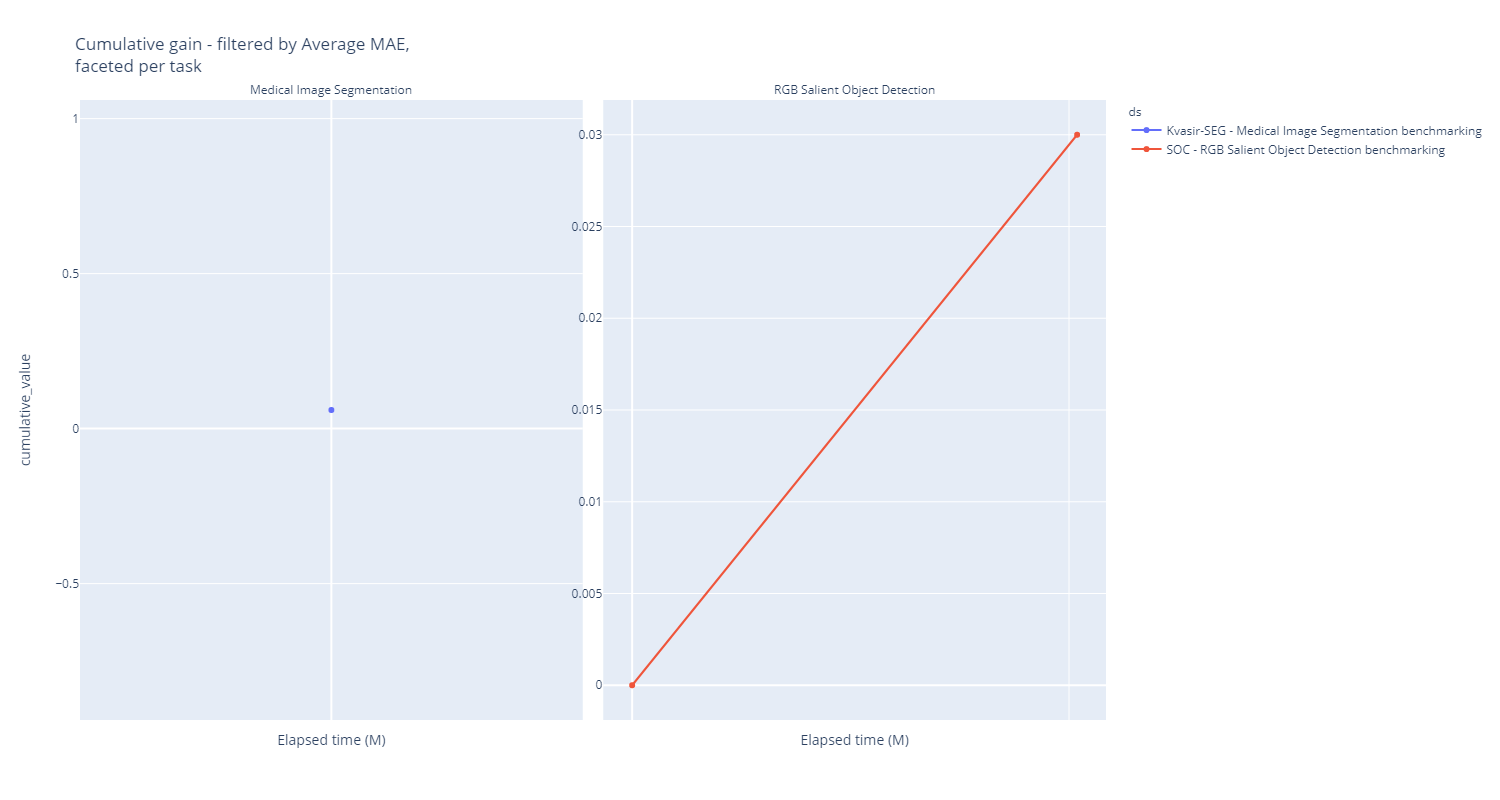 Cumulative gain - filtered by Average MAE,
faceted per task
Medical Image Segmentation
RGB Salient Object Detection
ds
Kvasir-SEG - Medical Image Segmentation benchmarking
SOC - RGB Salient Object Detection benchmarking
cumulative_value
1
0.5
0
−0.5
0.03
0.025
0.02
0.015
0.01
0.005
0
Elapsed time (M)
Elapsed time (M)